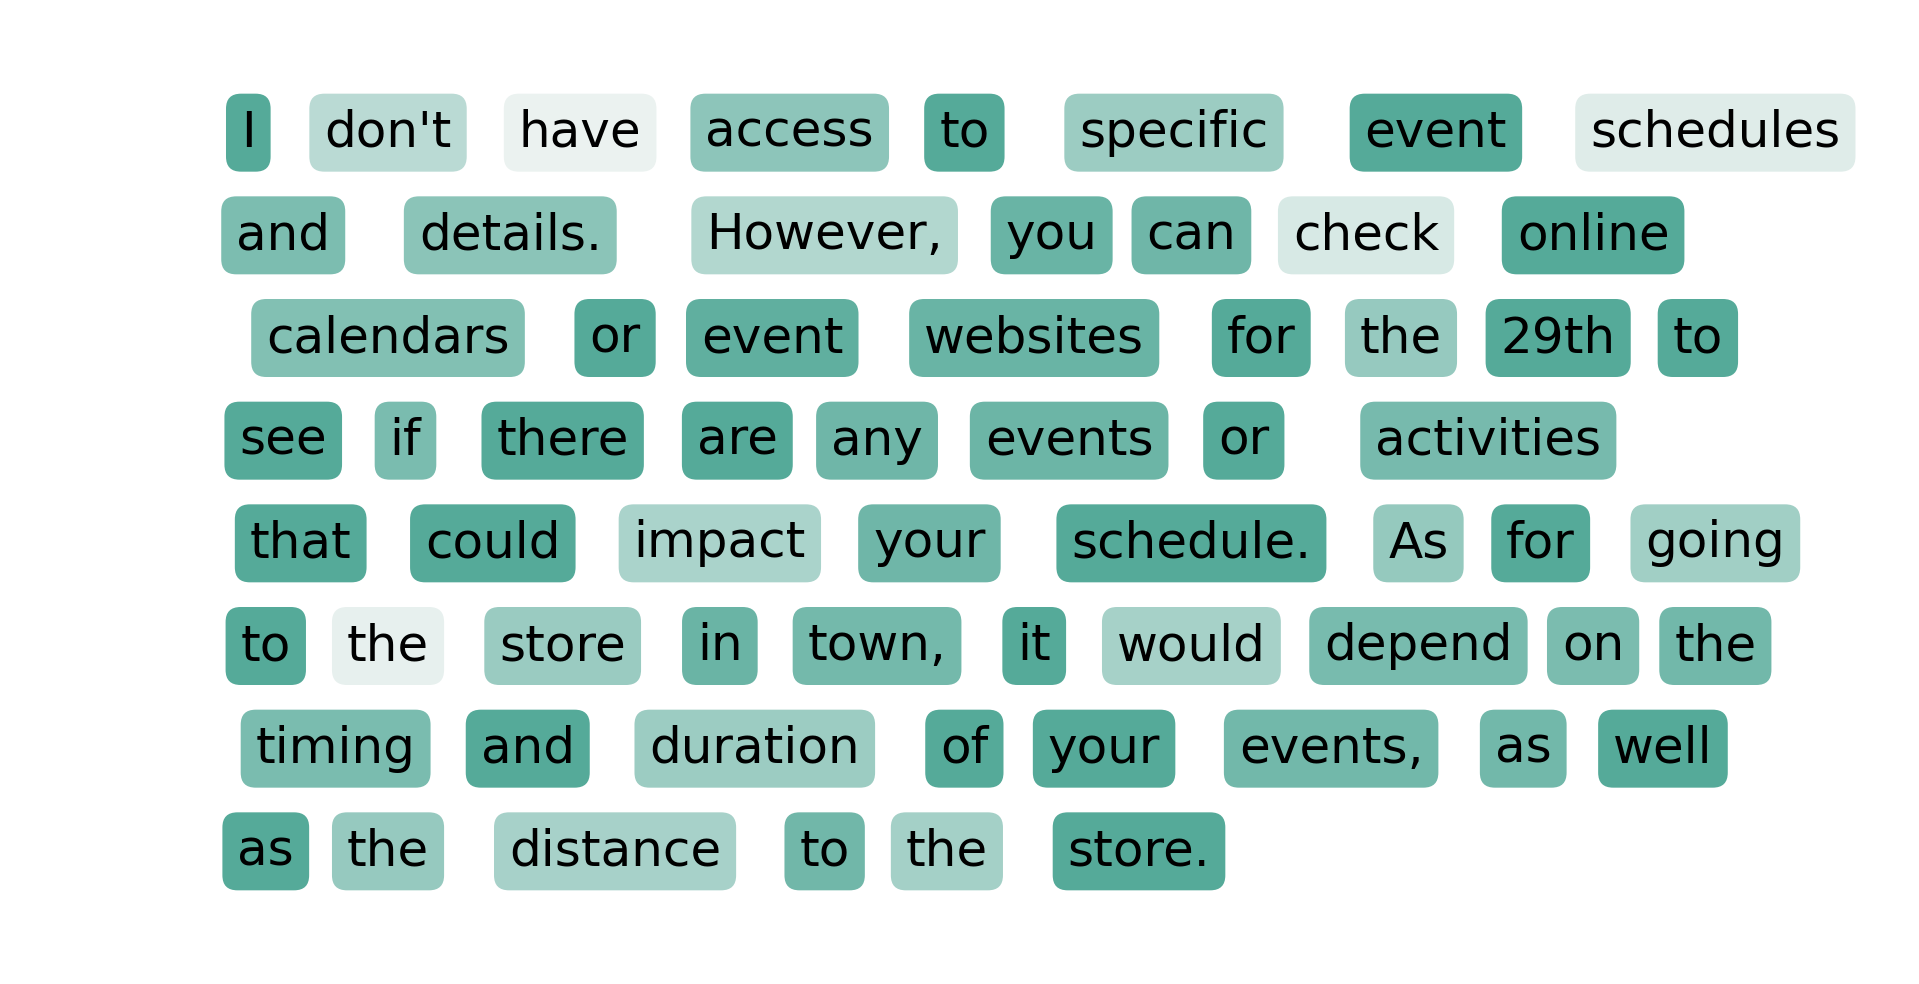 I don't have access to specific event schedules
and details. However, you can check online
calendars or event websites for the 29th to
see if there are any events or activities
that could impact your schedule. As for going
to the store in town, it would depend on the
timing and duration of your events, as well
as the distance to the store.